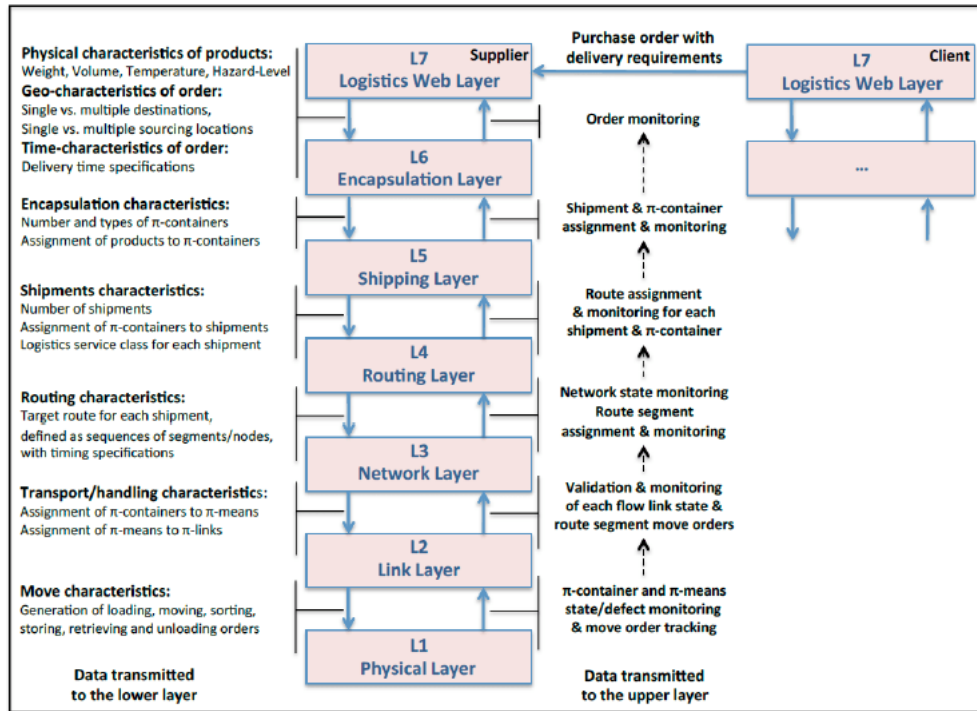 Physical characteristics of products:
Weight, Volume, Temperature, Hazard-Level
Geo-characteristics of order:
Single vs. multiple destinations,
Single vs. multiple sourcing locations
Time-characteristics of order:
Delivery time specifications
Encapsulation characteristics:
Number and types of π-containers
Assignment of products to π-containers
Shipments characteristics:
Number of shipments
Assignment of π-containers to shipments
Logistics service class for each shipment
Routing characteristics:
Target route for each shipment,
defined as sequences of segments/nodes,
with timing specifications
Transport/handling characteristics:
Assignment of π-containers to π-means
Assignment of π-means to π-links
Move characteristics:
Generation of loading, moving, sorting,
storing, retrieving and unloading orders
Data transmitted
to the lower layer
L7 Supplier
Logistics Web Layer
L6
Encapsulation Layer
L5
Shipping Layer
L4
Routing Layer
L3
Network Layer
L2
Link Layer
L1
Physical Layer
Purchase order with
delivery requirements
Order monitoring
Shipment & π-container
assignment & monitoring
Route assignment
& monitoring for each
shipment & π-container
Network state monitoring
Route segment
assignment & monitoring
Validation & monitoring
of each flow link state &
route segment move orders
π-container and π-means
state/defect monitoring
& move order tracking
Data transmitted
to the upper layer
L7 Client
Logistics Web Layer
...